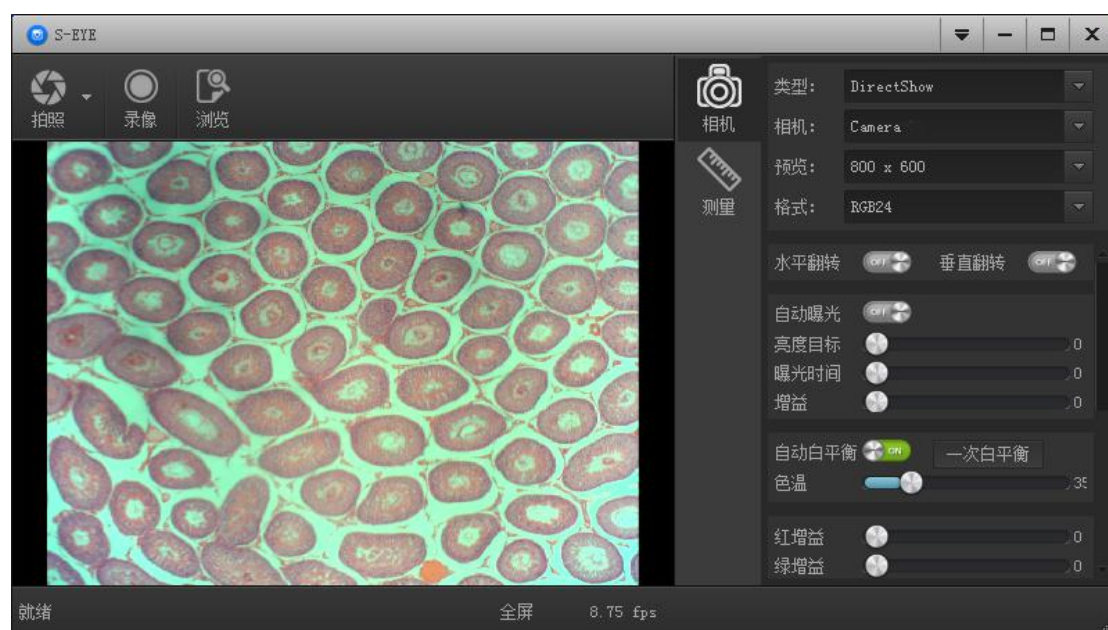 S-EYE
拍照 录像 浏览
相机
测量
类型: DirectShow
相机: Camera
预览: 800 x 600
格式: RGB24
水平翻转 OFF 垂直翻转 OFF
自动曝光 OFF
亮度目标 0
曝光时间 0
增益 0
自动白平衡 ON 一次白平衡
色温 35
红增益 0
绿增益 0
就绪 全屏 8.75 fps